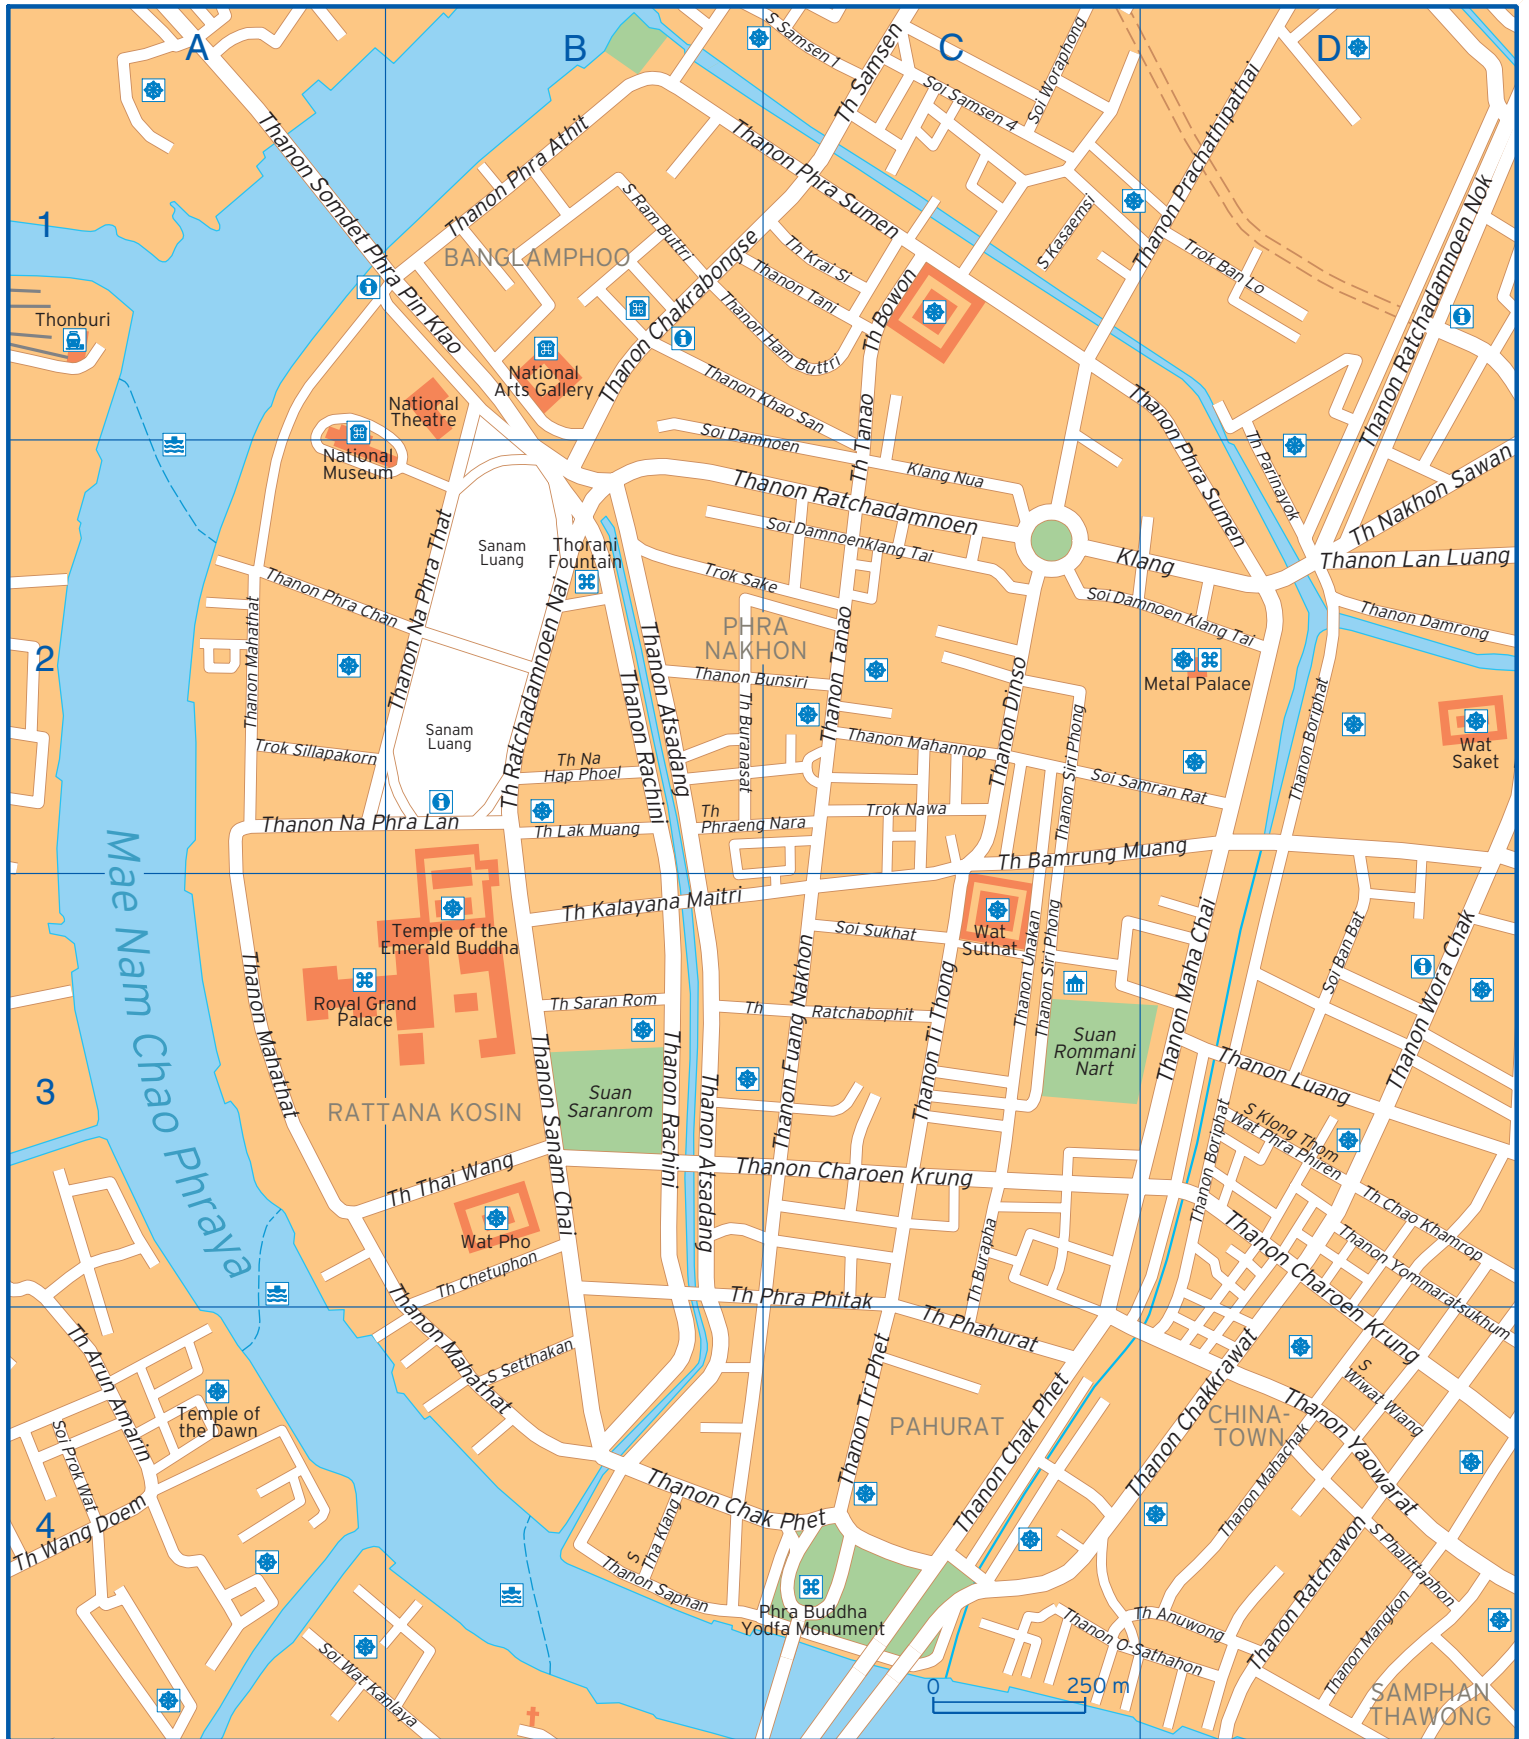 A
B
C
D
1
2
3
4
S Samsen 1
Th Samsen
Soi Samsen 4
Soi Woraphong
Thanon Prachathipathai
Thanon Ratchadamnoen Nok
Thanon Somdet Phra Pin Klao
Thanon Phra Athit
Thanon Phra Sumen
S Ram Buttri
S Kasaemsi
Trok Ban Lo
BANGLAMPHOO
Th Krai Si
Thanon Tani
Thanon Chakrabongse
Thanon Ham Buttri
Th Bowon
Thonburi
National
Arts Gallery
National
Theatre
National
Museum
Thanon Khao San
Th Tanao
Soi Damnoen
Klang Nua
Thanon Phra Sumen
Th Parinayok
Th Nakhon Sawan
Thanon Lan Luang
Thanon Damrong
Thanon Ratchadamnoen
Klang
Soi Damnoenklang Tai
Soi Damnoen Klang Tai
Trok Sake
Sanam
Luang
Thorani
Fountain
Thanon Na Phra That
Thanon Phra Chan
Thanon Mahathat
Th Ratchadamnoen Nai
Sanam
Luang
Trok Sillapakorn
Thanon Na Phra Lan
PHRA
NAKHON
Thanon Bunsiri
Th Buranasat
Thanon Tanao
Thanon Atsadang
Thanon Rachini
Thanon Dinso
Metal Palace
Thanon Boriphat
Wat
Saket
Thanon Mahannop
Thanon Siri Phong
Soi Samran Rat
Th Na
Hap Phoel
Th Lak Muang
Th
Phraeng Nara
Trok Nawa
Th Bamrung Muang
Th Kalayana Maitri
Mae Nam Chao Phraya
Temple of the
Emerald Buddha
Royal Grand
Palace
Soi Sukhat
Wat
Suthat
Thanon Unakan
Thanon Siri Phong
Thanon Maha Chai
Soi Ban Bat
Thanon Wora Chak
Thanon Mahathat
Th Saran Rom
Th
Ratchabophit
Thanon Fuang Nakhon
Thanon Ti Thong
Suan
Rommani
Nart
Thanon Luang
Suan
Saranrom
RATTANA KOSIN
Thanon Sanam Chai
Thanon Rachini
Thanon Atsadang
Thanon Boriphat
S Klong Thom
Wat Phra Phiren
Th Thai Wang
Thanon Charoen Krung
Th Chao Khamrop
Thanon Yommaratsukhum
Wat Pho
Th Chetuphon
Th Burapha
Thanon Charoen Krung
Th Phra Phitak
Th Phahurat
Thanon Mahathat
S Setthakan
Th Arun Amarin
Temple of
the Dawn
Soi Prok Wat
Th Wang Doem
Thanon Tri Phet
PAHURAT
Thanon Chak Phet
Thanon Chakkrawat
CHINA-
TOWN
S
Wiwat Wiang
Thanon Yaowarat
Thanon Mahachak
Thanon Chak Phet
S
Tha Klang
Thanon Saphan
Phra Buddha
Yodfa Monument
Thanon Ratchawon
S Phalittaphon
Thanon Mangkon
Th Anuwong
Thanon O-Sathahon
Soi Wat Kanlaya
0
250 m
SAMPHAN
THAWONG